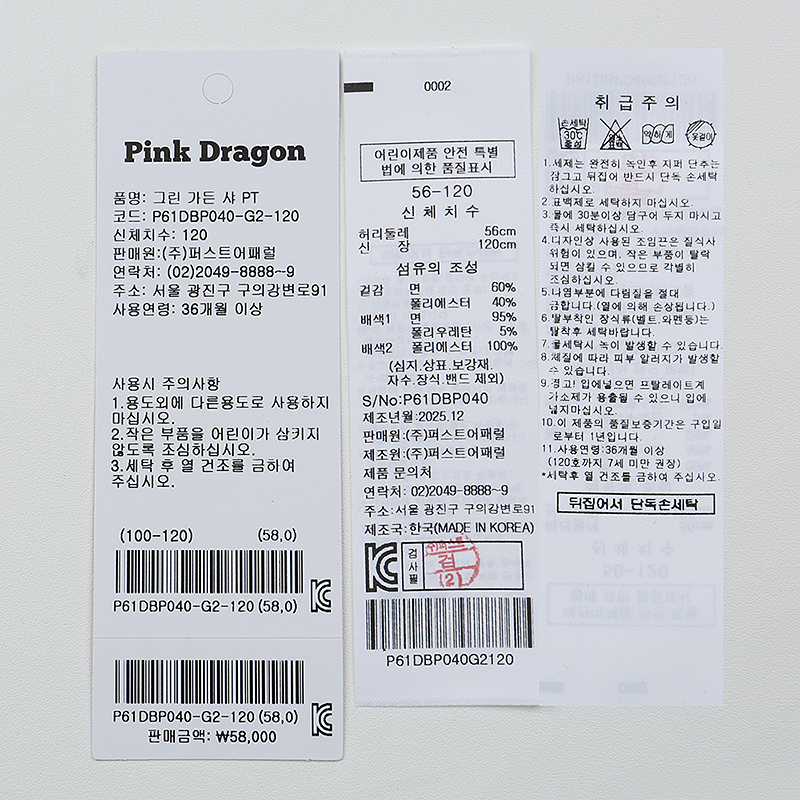 Pink Dragon
품명: 그린 가든 샤 PT
코드: P61DBP040-G2-120
신체치수: 120
판매원:(주)퍼스트어패럴
연락처: (02)2049-8888~9
주소: 서울 광진구 구의강변로91
사용연령: 36개월 이상
사용시 주의사항
1.용도외에 다른용도로 사용하지
마십시오.
2.작은 부품을 어린이가 삼키지
않도록 조심하십시오.
3.세탁 후 열 건조를 금하여
주십시오.
(100-120) (58,0)
P61DBP040-G2-120 (58,0)
P61DBP040-G2-120 (58,0)
판매금액: ₩58,000
0002
어린이제품 안전 특별
법에 의한 품질표시
56-120
신체치수
허리둘레 56cm
신 장 120cm
섬유의 조성
겉감 면 60%
폴리에스터 40%
배색1 면 95%
폴리우레탄 5%
배색2 폴리에스터 100%
(심지.상표.보강재.
자수.장식.밴드 제외)
S/No:P61DBP040
제조년월:2025.12
판매원:(주)퍼스트어패럴
제조원:(주)퍼스트어패럴
제품 문의처
연락처: 02)2049-8888~9
주소:서울 광진구 구의강변로91
제조국:한국(MADE IN KOREA)
검사필
(주)퍼스트
검
(2)
P61DBP040G2120
취급주의
손세탁
30℃
중성
약하게
옷걸이
1.세제는 완전히 녹인후 지퍼 단추는
잠그고 뒤집어 반드시 단독 손세탁
하십시오.
2.표백제로 세탁하지 마십시오.
3.물에 30분이상 담구어 두지 마시고
즉시 세탁하십시오.
4.디자인상 사용된 조임끈은 질식사
위험이 있으며, 작은 부품이 탈락
되면 삼킬 수 있으므로 각별히
조심하십시오.
5.나염부분에 다림질을 절대
금합니다.(열에 의해 손상됩니다.)
6.탈부착인 장식류(벨트.와펜등)는
탈착후 세탁바랍니다.
7.물세탁시 녹이 발생할 수 있습니다.
8.체질에 따라 피부 알러지가 발생할
수 있습니다.
9.경고! 입에넣으면 프탈레이트계
가소제가 용출될 수 있으니 입에
넣지마십시오.
10.이 제품의 품질보증기간은 구입일
로부터 1년입니다.
11.사용연령:36개월 이상
(120호까지 7세 미만 권장)
*세탁후 열 건조를 금하여 주십시오.
뒤집어서 단독손세탁